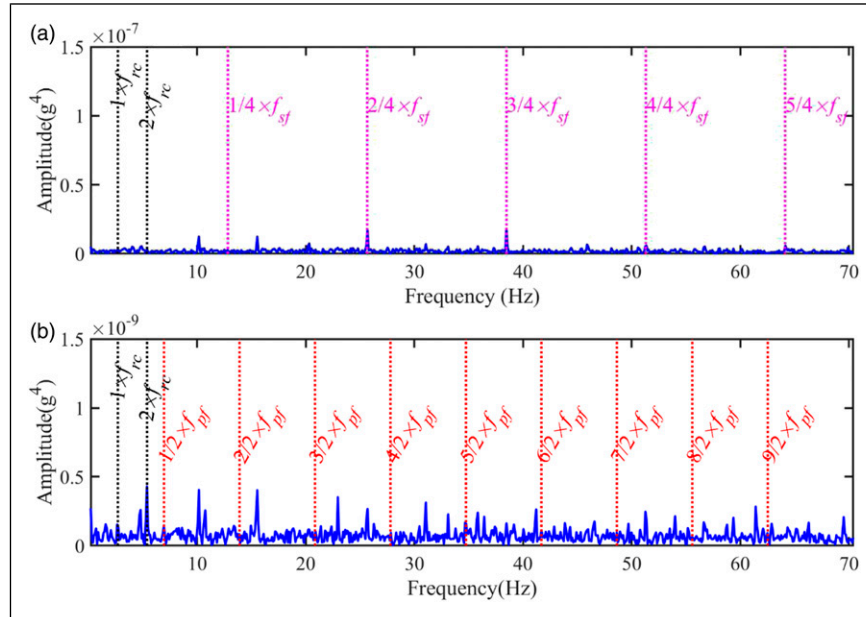 (a)
×10⁻⁷
1.5
1
0.5
0
Amplitude(g⁴)
1×f_rc
2×f_rc
1/4×f_sf
2/4×f_sf
3/4×f_sf
4/4×f_sf
5/4×f_sf
10 20 30 40 50 60 70
Frequency (Hz)
(b)
×10⁻⁹
1.5
1
0.5
0
Amplitude(g⁴)
1×f_rc
2×f_rc
1/2×f_pf
2/2×f_pf
3/2×f_pf
4/2×f_pf
5/2×f_pf
6/2×f_pf
7/2×f_pf
8/2×f_pf
9/2×f_pf
10 20 30 40 50 60 70
Frequency(Hz)